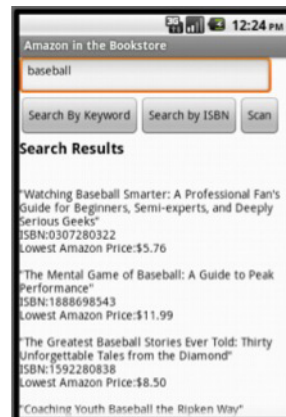 3G
12:24 PM
Amazon in the Bookstore
baseball
Search By Keyword
Search by ISBN
Scan
Search Results
"Watching Baseball Smarter: A Professional Fan's
Guide for Beginners, Semi-experts, and Deeply
Serious Geeks"
ISBN:0307280322
Lowest Amazon Price:$5.76
"The Mental Game of Baseball: A Guide to Peak
Performance"
ISBN:1888698543
Lowest Amazon Price:$11.99
"The Greatest Baseball Stories Ever Told: Thirty
Unforgettable Tales from the Diamond"
ISBN:1592280838
Lowest Amazon Price:$8.50
"Coaching Youth Baseball the Ripken Way"